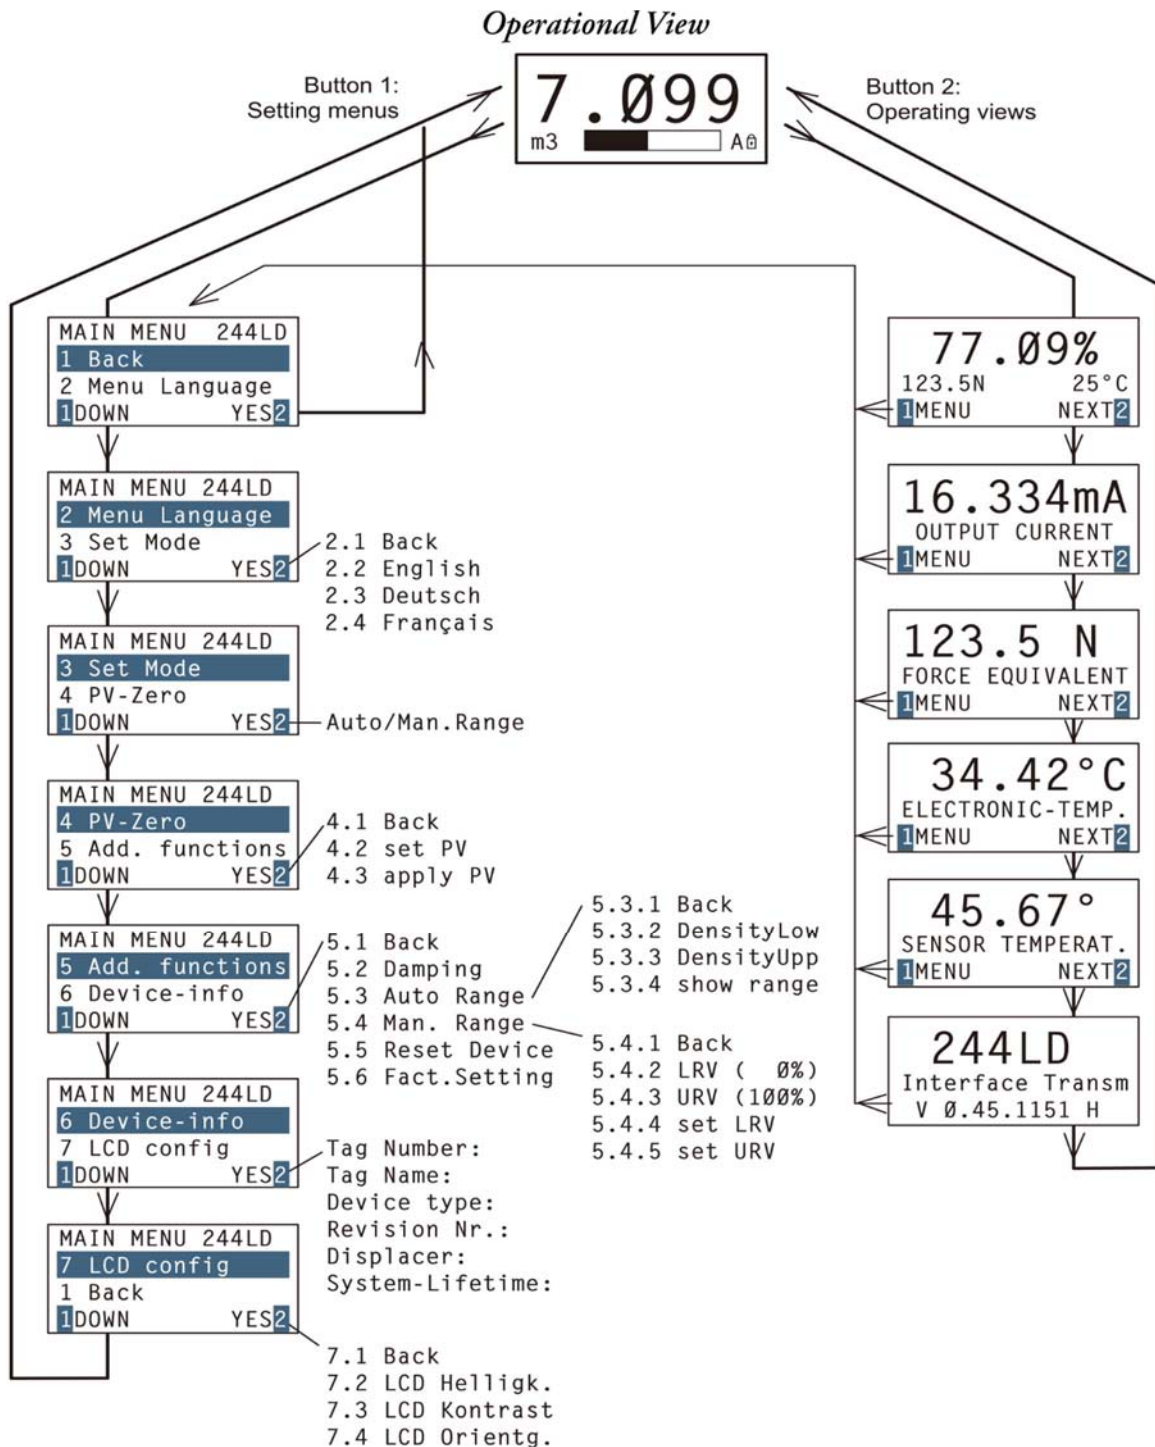 Operational View
Button 1:
Setting menus
7.Ø99
m3 A
Button 2:
Operating views
MAIN MENU 244LD
1 Back
2 Menu Language
1DOWN YES2
MAIN MENU 244LD
2 Menu Language
3 Set Mode
1DOWN YES2
2.1 Back
2.2 English
2.3 Deutsch
2.4 Français
MAIN MENU 244LD
3 Set Mode
4 PV-Zero
1DOWN YES2
Auto/Man.Range
MAIN MENU 244LD
4 PV-Zero
5 Add. functions
1DOWN YES2
4.1 Back
4.2 set PV
4.3 apply PV
MAIN MENU 244LD
5 Add. functions
6 Device-info
1DOWN YES2
5.1 Back
5.2 Damping
5.3 Auto Range
5.4 Man. Range
5.5 Reset Device
5.6 Fact.Setting
5.3.1 Back
5.3.2 DensityLow
5.3.3 DensityUpp
5.3.4 show range
5.4.1 Back
5.4.2 LRV ( Ø%)
5.4.3 URV (1ØØ%)
5.4.4 set LRV
5.4.5 set URV
MAIN MENU 244LD
6 Device-info
7 LCD config
1DOWN YES2
Tag Number:
Tag Name:
Device type:
Revision Nr.:
Displacer:
System-Lifetime:
MAIN MENU 244LD
7 LCD config
1 Back
1DOWN YES2
7.1 Back
7.2 LCD Helligk.
7.3 LCD Kontrast
7.4 LCD Orientg.
77.Ø9%
123.5N 25°C
1MENU NEXT2
16.334mA
OUTPUT CURRENT
1MENU NEXT2
123.5 N
FORCE EQUIVALENT
1MENU NEXT2
34.42°C
ELECTRONIC-TEMP.
1MENU NEXT2
45.67°
SENSOR TEMPERAT.
1MENU NEXT2
244LD
Interface Transm
V Ø.45.1151 H